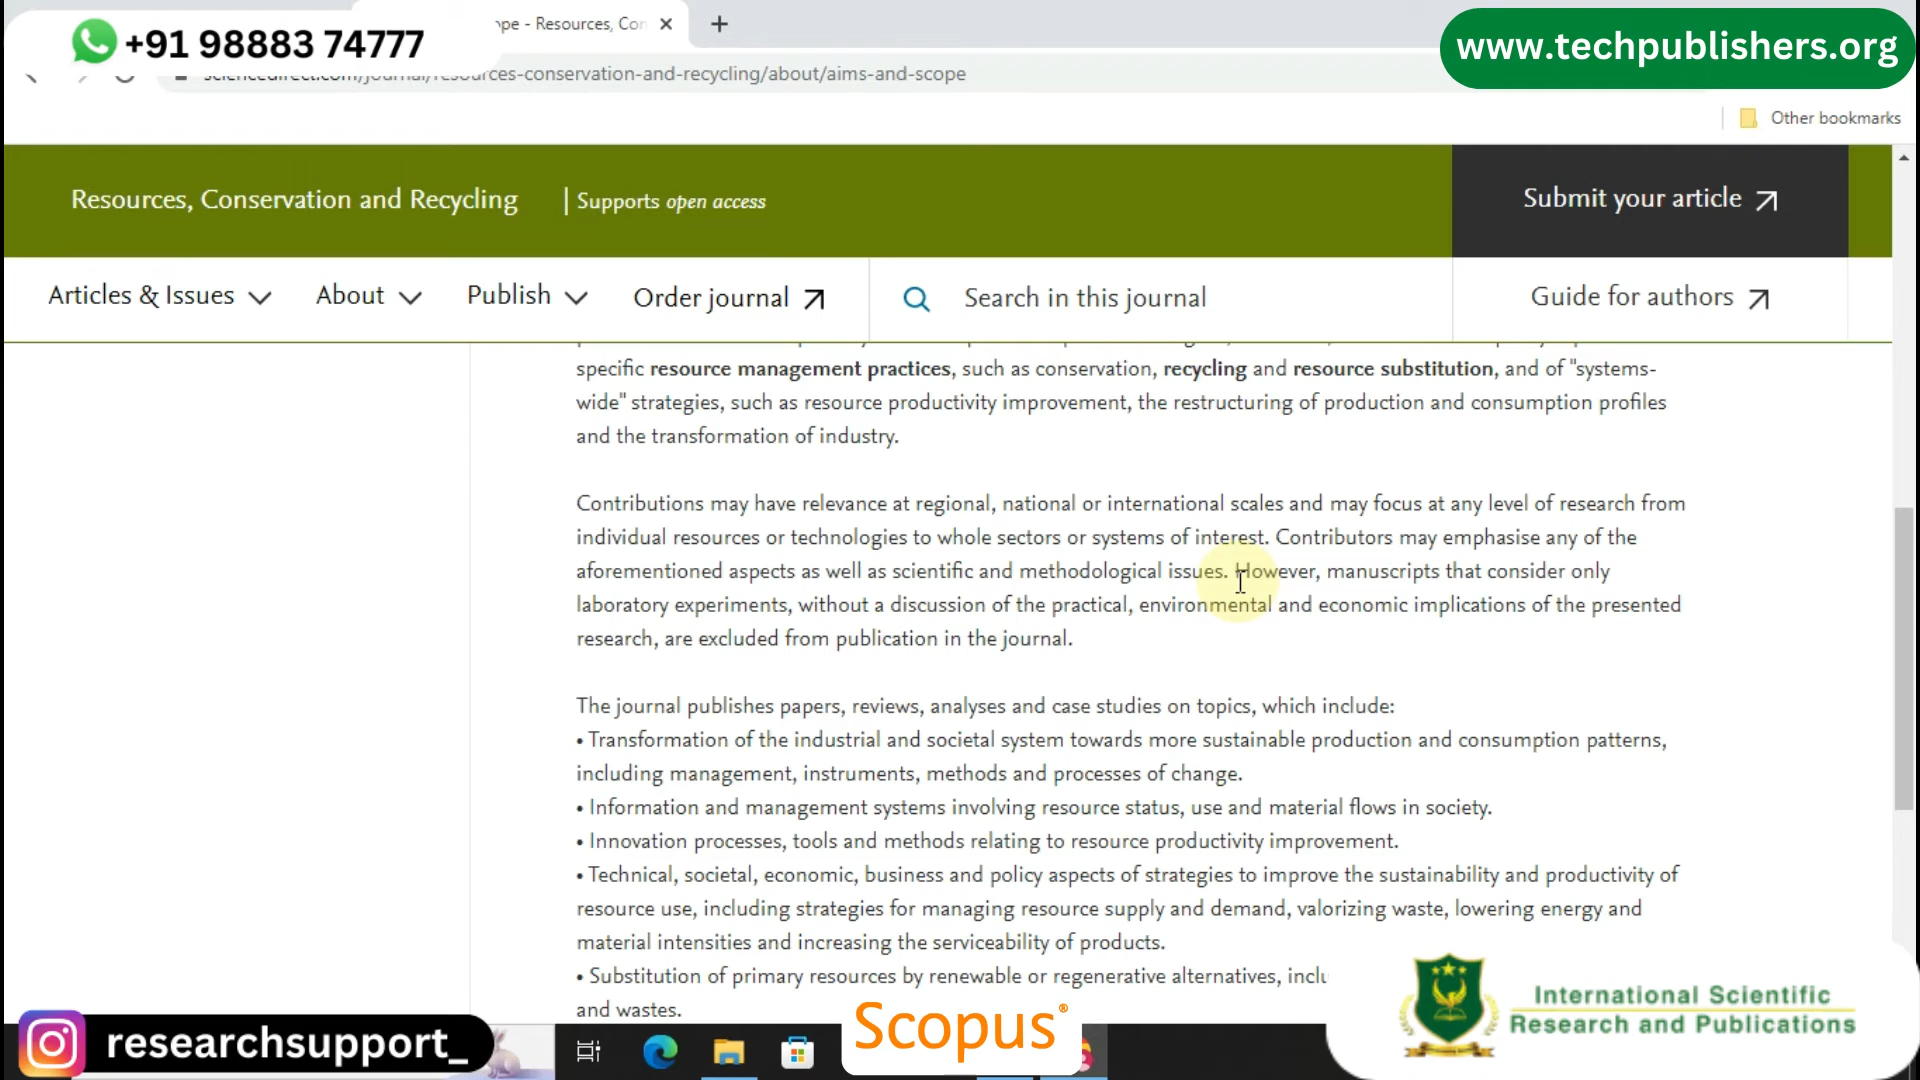 +91 98883 74777
ope - Resources, Con
www.techpublishers.org
sciencedirect.com/journal/resources-conservation-and-recycling/about/aims-and-scope
Other bookmarks
Resources, Conservation and Recycling
Supports open access
Submit your article
Articles & Issues
About
Publish
Order journal
Search in this journal
Guide for authors
specific resource management practices, such as conservation, recycling and resource substitution, and of "systems-
wide" strategies, such as resource productivity improvement, the restructuring of production and consumption profiles
and the transformation of industry.
Contributions may have relevance at regional, national or international scales and may focus at any level of research from
individual resources or technologies to whole sectors or systems of interest. Contributors may emphasise any of the
aforementioned aspects as well as scientific and methodological issues. However, manuscripts that consider only
laboratory experiments, without a discussion of the practical, environmental and economic implications of the presented
research, are excluded from publication in the journal.
The journal publishes papers, reviews, analyses and case studies on topics, which include:
• Transformation of the industrial and societal system towards more sustainable production and consumption patterns,
including management, instruments, methods and processes of change.
• Information and management systems involving resource status, use and material flows in society.
• Innovation processes, tools and methods relating to resource productivity improvement.
• Technical, societal, economic, business and policy aspects of strategies to improve the sustainability and productivity of
resource use, including strategies for managing resource supply and demand, valorizing waste, lowering energy and
material intensities and increasing the serviceability of products.
• Substitution of primary resources by renewable or regenerative alternatives, inclu
and wastes.
International Scientific
Research and Publications
researchsupport_
Scopus®